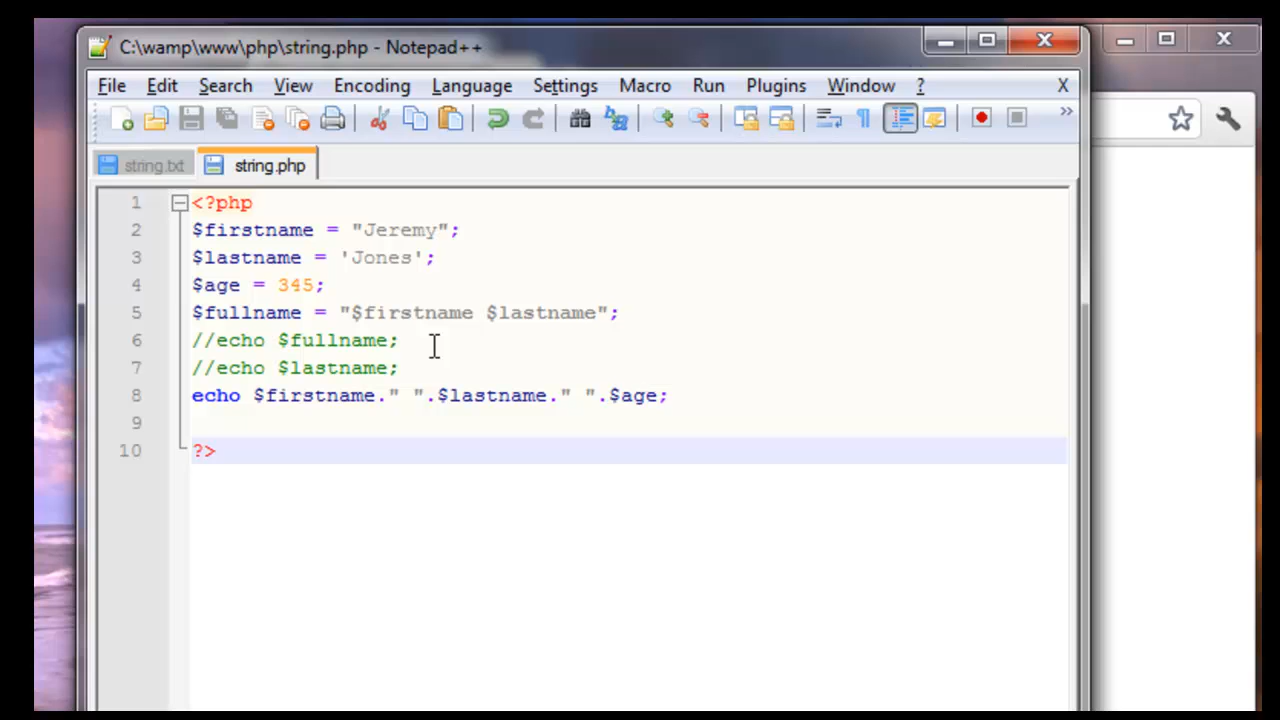 C:\wamp\www\php\string.php - Notepad++
File Edit Search View Encoding Language Settings Macro Run Plugins Window ? X
string.txt string.php
1 <?php
2 $firstname = "Jeremy";
3 $lastname = 'Jones';
4 $age = 345;
5 $fullname = "$firstname $lastname";
6 //echo $fullname;
7 //echo $lastname;
8 echo $firstname." ".$lastname." ".$age;
9
10 ?>